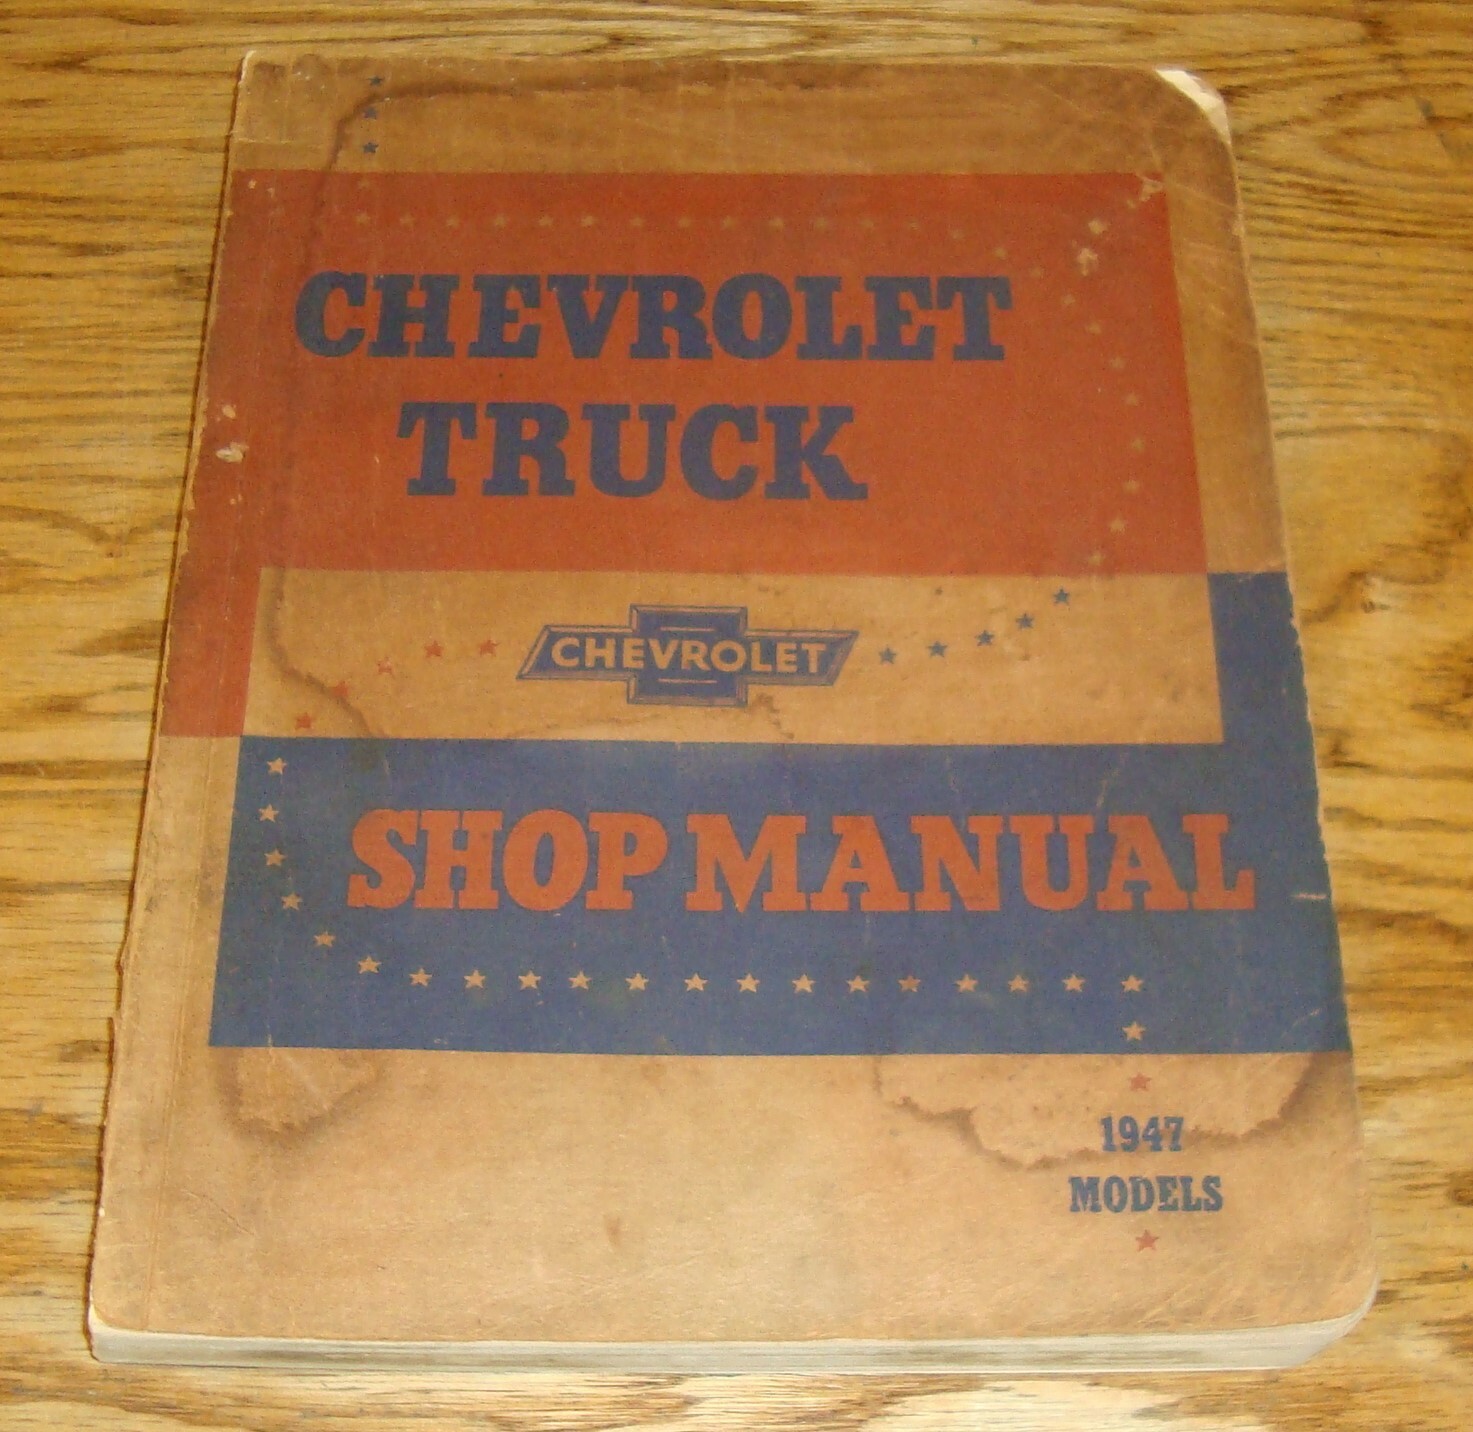 CHEVROLET
TRUCK
CHEVROLET
SHOP MANUAL
1947
MODELS